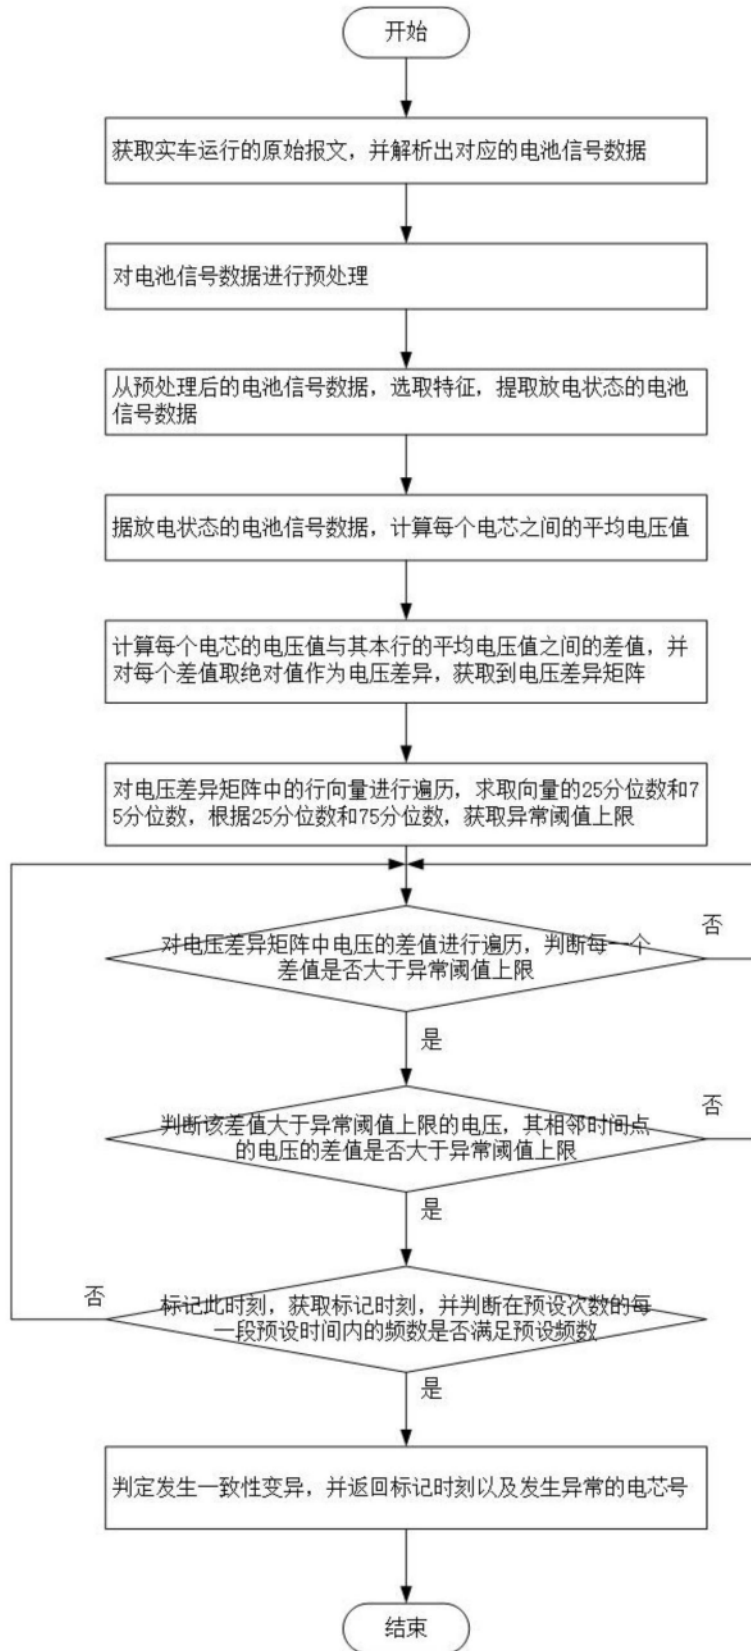 开始
获取实车运行的原始报文，并解析出对应的电池信号数据
对电池信号数据进行预处理
从预处理后的电池信号数据，选取特征，提取放电状态的电池
信号数据
据放电状态的电池信号数据，计算每个电芯之间的平均电压值
计算每个电芯的电压值与其本行的平均电压值之间的差值，并
对每个差值取绝对值作为电压差异，获取到电压差异矩阵
对电压差异矩阵中的行向量进行遍历，求取向量的25分位数和7
5分位数，根据25分位数和75分位数，获取异常阈值上限
对电压差异矩阵中电压的差值进行遍历，判断每一个
差值是否大于异常阈值上限
否
是
判断该差值大于异常阈值上限的电压，其相邻时间点
的电压的差值是否大于异常阈值上限
否
是
标记此时刻，获取标记时刻，并判断在预设次数的每
一段预设时间内的频数是否满足预设频数
否
是
判定发生一致性变异，并返回标记时刻以及发生异常的电芯号
结束